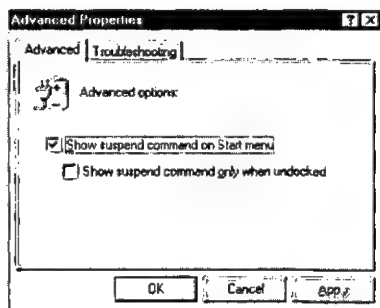 Advanced Properties
Advanced Troubleshooting
Advanced options:
Show suspend command on Start menu
Show suspend command only when undocked
OK Cancel Apply